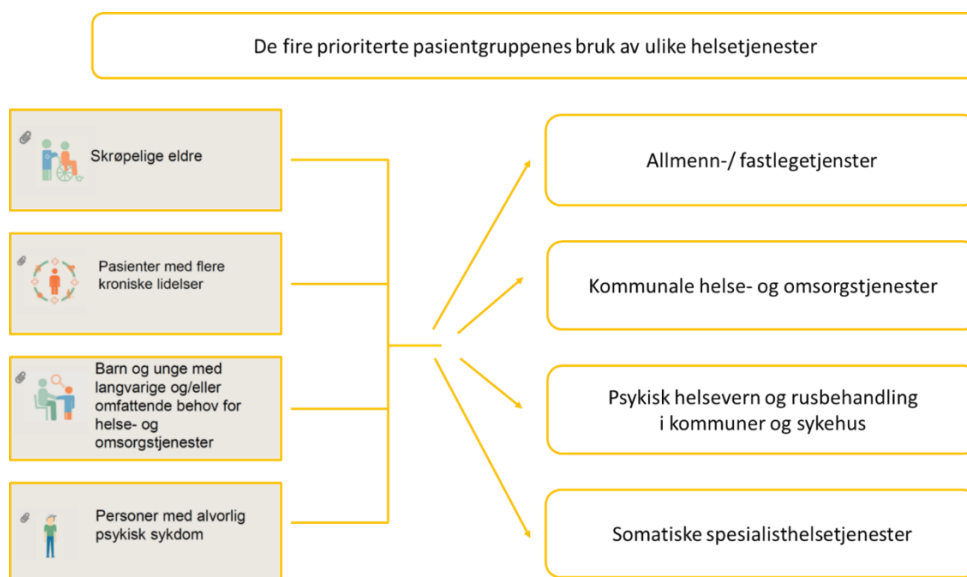 De fire prioriterte pasientgruppenes bruk av ulike helsetjenester
Skrøpelige eldre
Pasienter med flere
kroniske lidelser
Barn og unge med
langvarige og/eller
omfattende behov for
helse- og
omsorgstjenester
Personer med alvorlig
psykisk sykdom
Allmenn-/ fastlegetjenster
Kommunale helse- og omsorgstjenester
Psykisk helsevern og rusbehandling
i kommuner og sykehus
Somatiske spesialisthelsetjenester